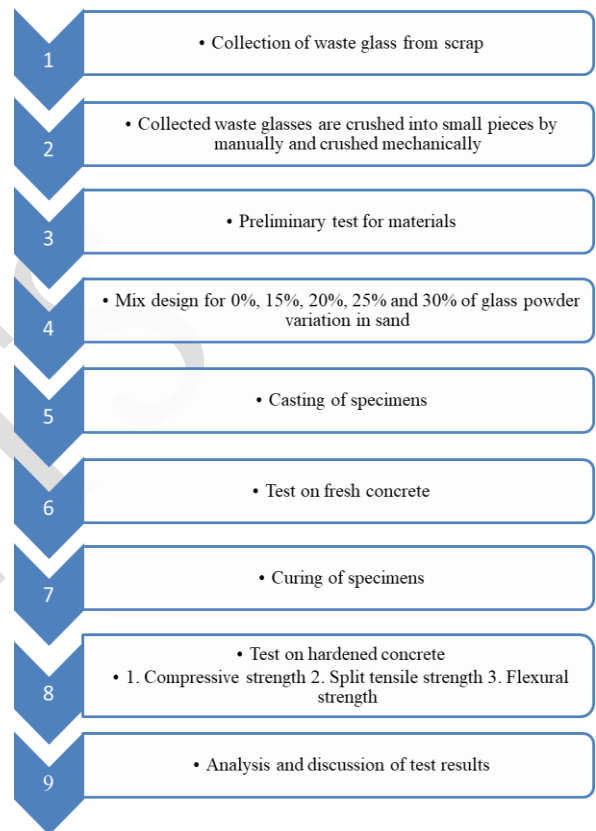 1
• Collection of waste glass from scrap
2
• Collected waste glasses are crushed into small pieces by
manually and crushed mechanically
3
• Preliminary test for materials
4
• Mix design for 0%, 15%, 20%, 25% and 30% of glass powder
variation in sand
5
• Casting of specimens
6
• Test on fresh concrete
7
• Curing of specimens
8
• Test on hardened concrete
• 1. Compressive strength 2. Split tensile strength 3. Flexural
strength
9
• Analysis and discussion of test results